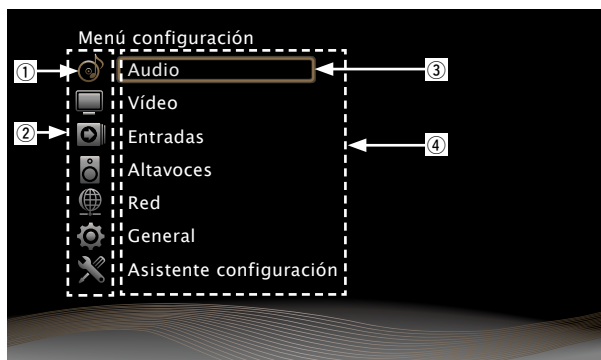 Menú configuración
① Audio ③
Vídeo
② Entradas ④
Altavoces
Red
General
Asistente configuración